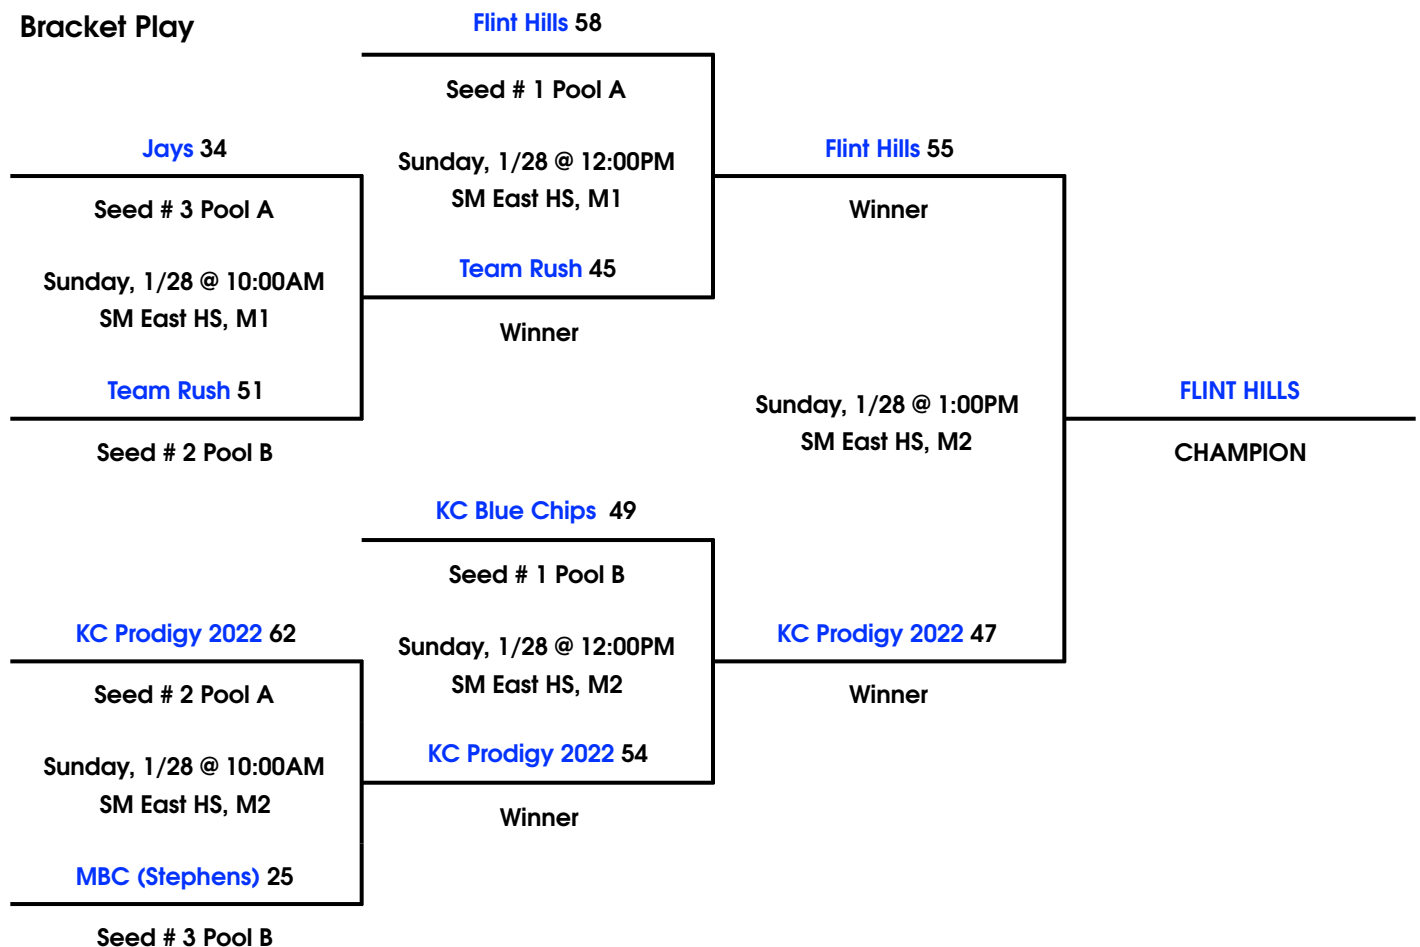 Bracket Play
Flint Hills 58
Seed # 1 Pool A
Jays 34
Sunday, 1/28 @ 12:00PM
SM East HS, M1
Flint Hills 55
Seed # 3 Pool A
Winner
Sunday, 1/28 @ 10:00AM
SM East HS, M1
Team Rush 45
Winner
Team Rush 51
Seed # 2 Pool B
Sunday, 1/28 @ 1:00PM
SM East HS, M2
FLINT HILLS
CHAMPION
KC Blue Chips 49
Seed # 1 Pool B
KC Prodigy 2022 62
Sunday, 1/28 @ 12:00PM
SM East HS, M2
KC Prodigy 2022 47
Seed # 2 Pool A
Winner
Sunday, 1/28 @ 10:00AM
SM East HS, M2
KC Prodigy 2022 54
Winner
MBC (Stephens) 25
Seed # 3 Pool B